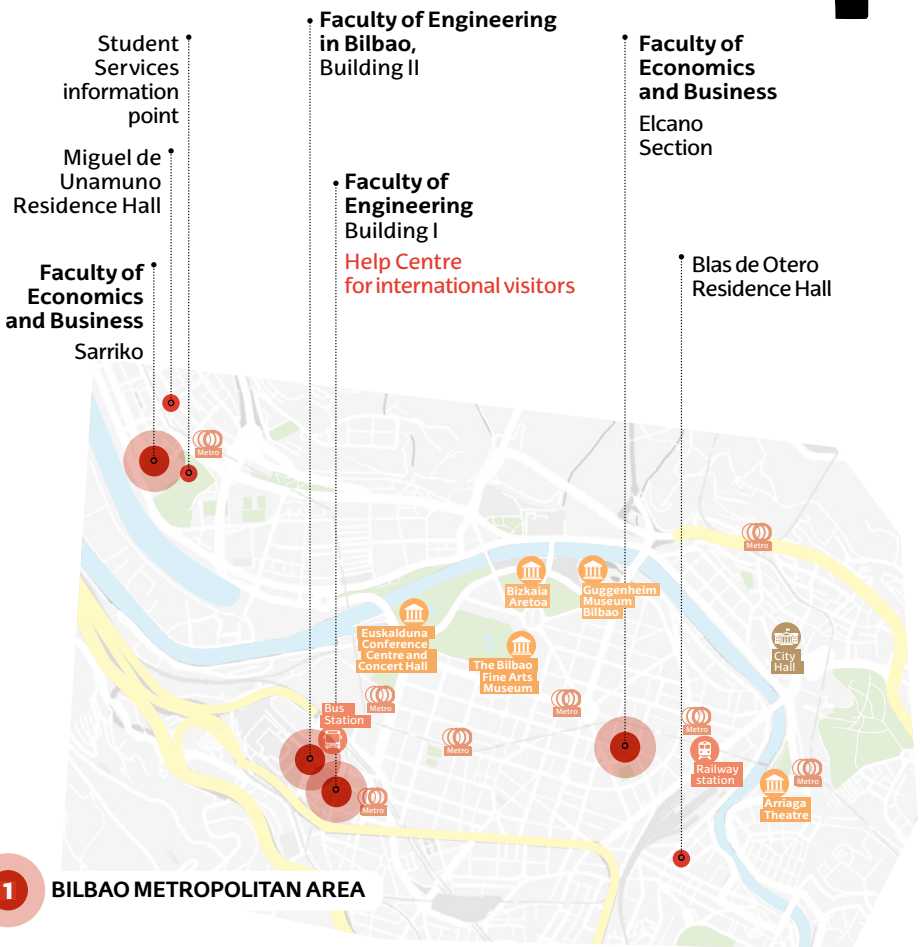 Student
Services
information
point
Miguel de
Unamuno
Residence Hall
Faculty of
Economics
and Business
Sarriko
Faculty of Engineering
in Bilbao,
Building II
Faculty of
Engineering
Building I
Help Centre
for international visitors
Faculty of
Economics
and Business
Elcano
Section
Blas de Otero
Residence Hall
Metro
Metro
Bizkaia
Aretoa
Guggenheim
Museum
Bilbao
Euskalduna
Conference
Centre and
Concert Hall
The Bilbao
Fine Arts
Museum
City
Hall
Metro
Metro
Bus
Station
Metro
Metro
Railway
station
Metro
Arriaga
Theatre
Metro
1 BILBAO METROPOLITAN AREA